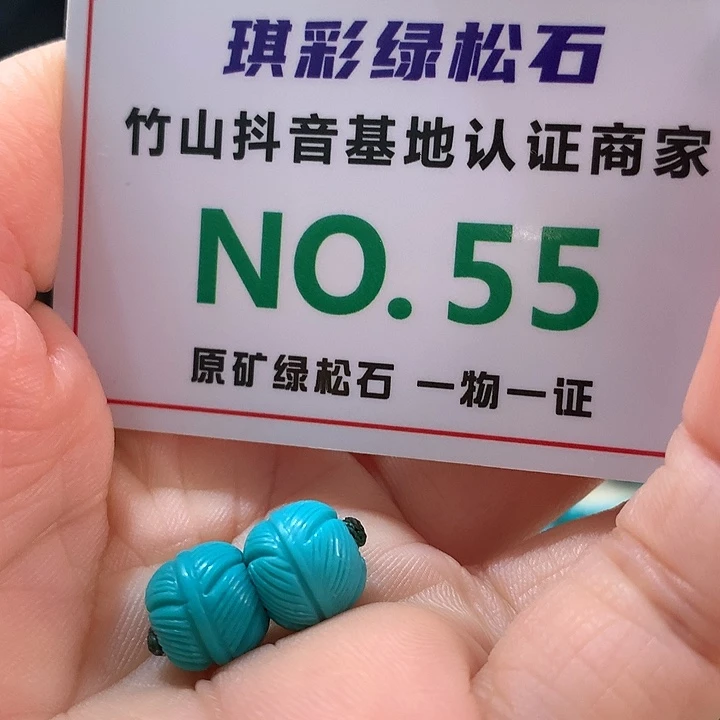 琪彩绿松石
竹山抖音基地认证商家
NO. 55
原矿绿松石 一物一证